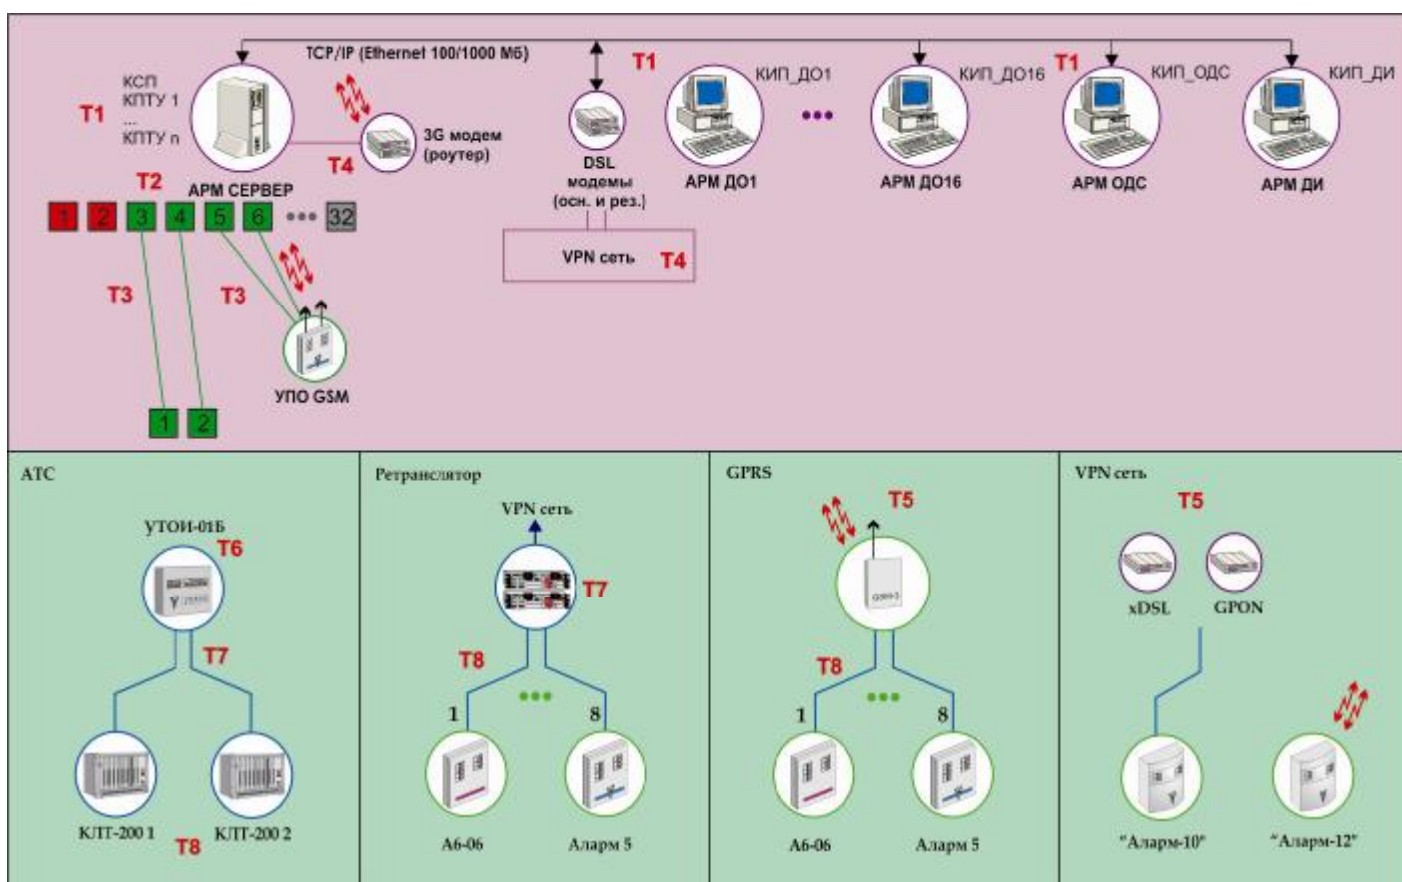 TCP/IP (Ethernet 100/1000 Мб)
КСП
КПТУ 1
...
КПТУ n
Т1
АРМ СЕРВЕР
Т2
3G модем
(роутер)
Т4
DSL
модемы
(осн. и рез.)
VPN сеть
Т4
Т1
КИП_ДО1
АРМ ДО1
КИП_ДО16
АРМ ДО16
Т1
КИП_ОДС
АРМ ОДС
КИП_ДИ
АРМ ДИ
1 2 3 4 5 6 32
Т3
Т3
УПО GSM
1 2
АТС
УТОИ-01Б
Т6
Т7
КЛТ-200 1
Т8
КЛТ-200 2
Ретранслятор
VPN сеть
Т7
Т8
1
8
А6-06
Аларм 5
GPRS
Т5
Т8
1
8
А6-06
Аларм 5
VPN сеть
Т5
xDSL
GPON
"Аларм-10"
"Аларм-12"